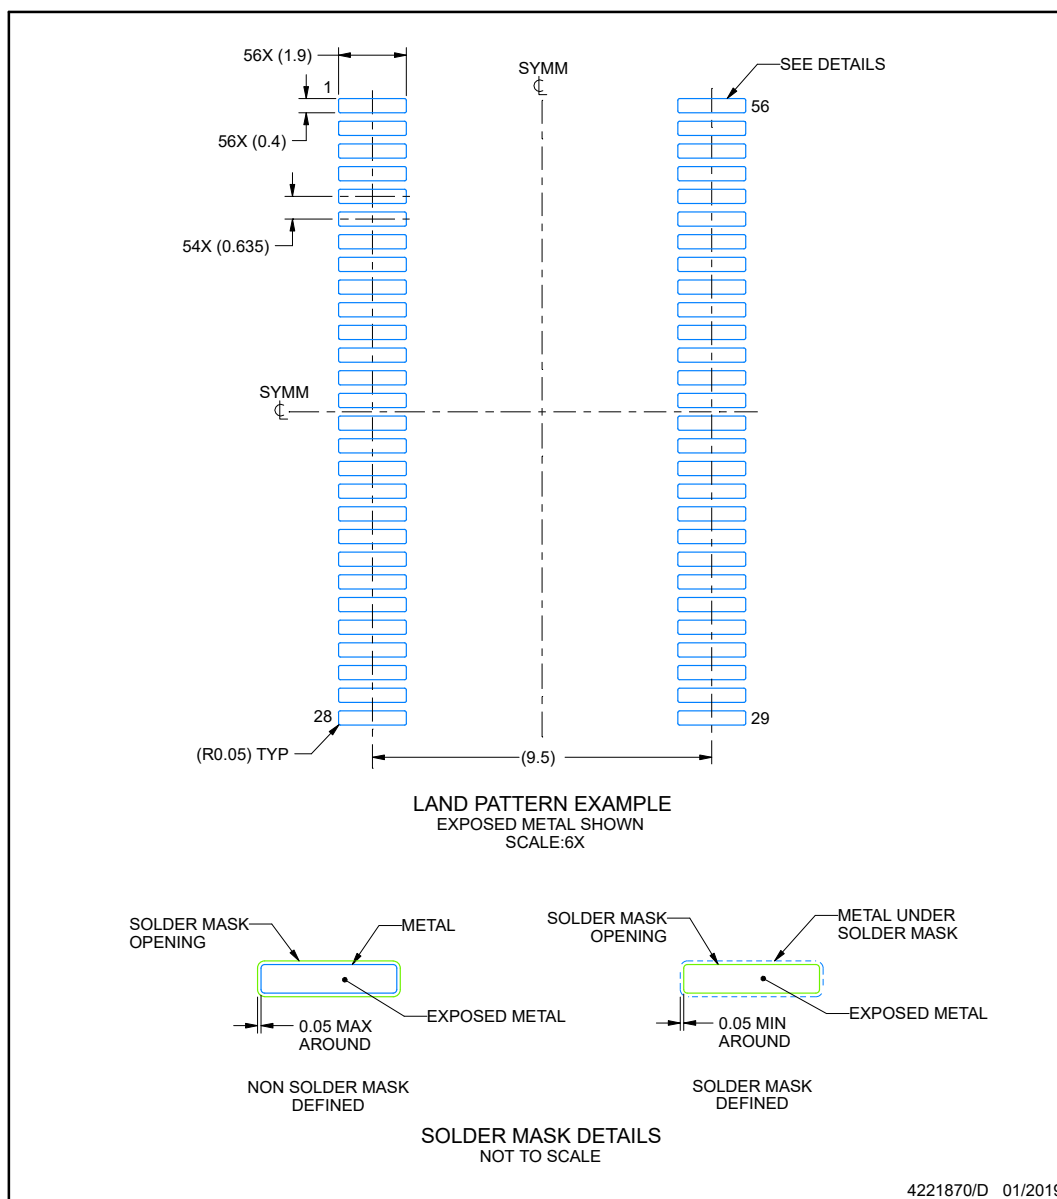 56X (1.9)
SYMM
℄
SEE DETAILS
1
56
56X (0.4)
54X (0.635)
SYMM
℄
28
29
(R0.05) TYP
(9.5)
LAND PATTERN EXAMPLE
EXPOSED METAL SHOWN
SCALE:6X
SOLDER MASK
OPENING
METAL
EXPOSED METAL
0.05 MAX
AROUND
NON SOLDER MASK
DEFINED
SOLDER MASK
OPENING
METAL UNDER
SOLDER MASK
EXPOSED METAL
0.05 MIN
AROUND
SOLDER MASK
DEFINED
SOLDER MASK DETAILS
NOT TO SCALE
4221870/D 01/2019